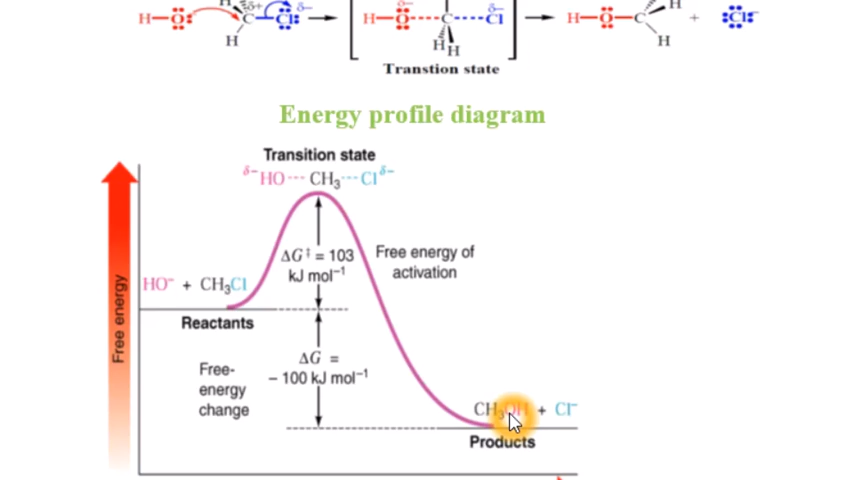 H–O: C–Cl: δ+ δ- H
[ H–O----C----Cl δ- δ- H H ]
H–O–C H H + :Cl:-
Transtion state
Energy profile diagram
Transition state
δ- HO···CH₃···Cl δ-
ΔG‡ = 103
kJ mol⁻¹
Free energy of
activation
HO⁻ + CH₃Cl
Reactants
Free energy
Free-
energy
change
ΔG =
– 100 kJ mol⁻¹
CH₃OH + Cl⁻
Products